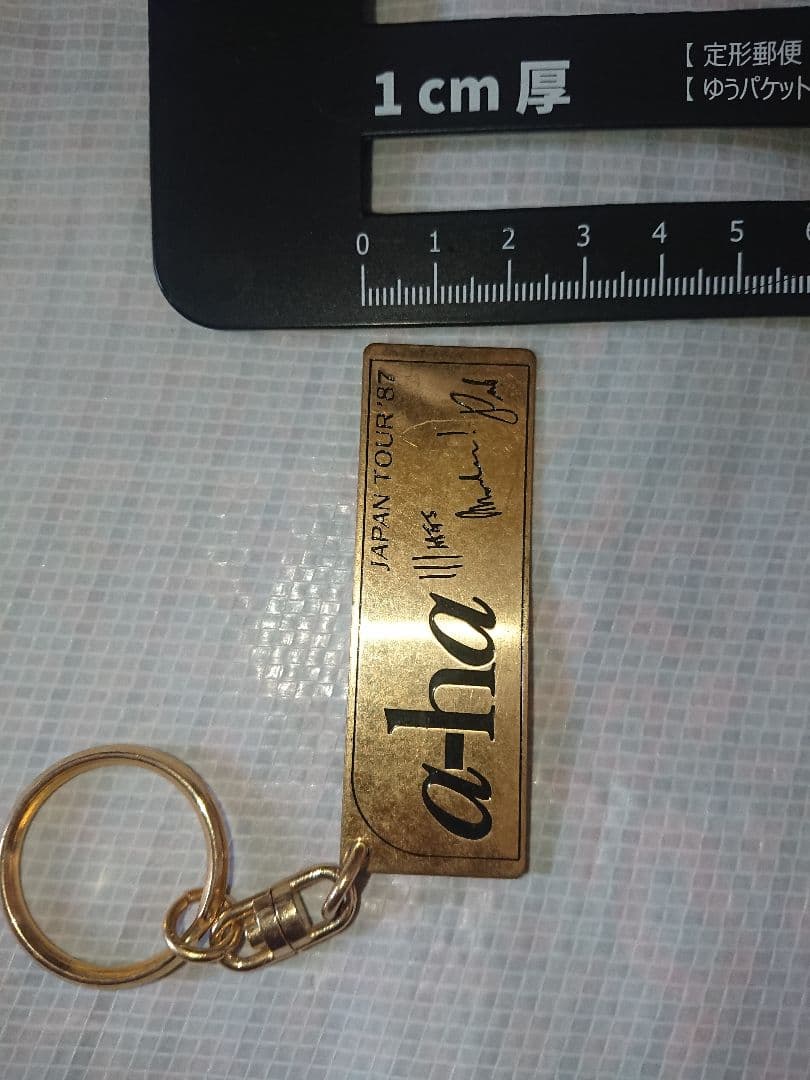 1 cm 厚
【 定形郵便
【 ゆうパケット
0 1 2 3 4 5
JAPAN TOUR '87
a-ha